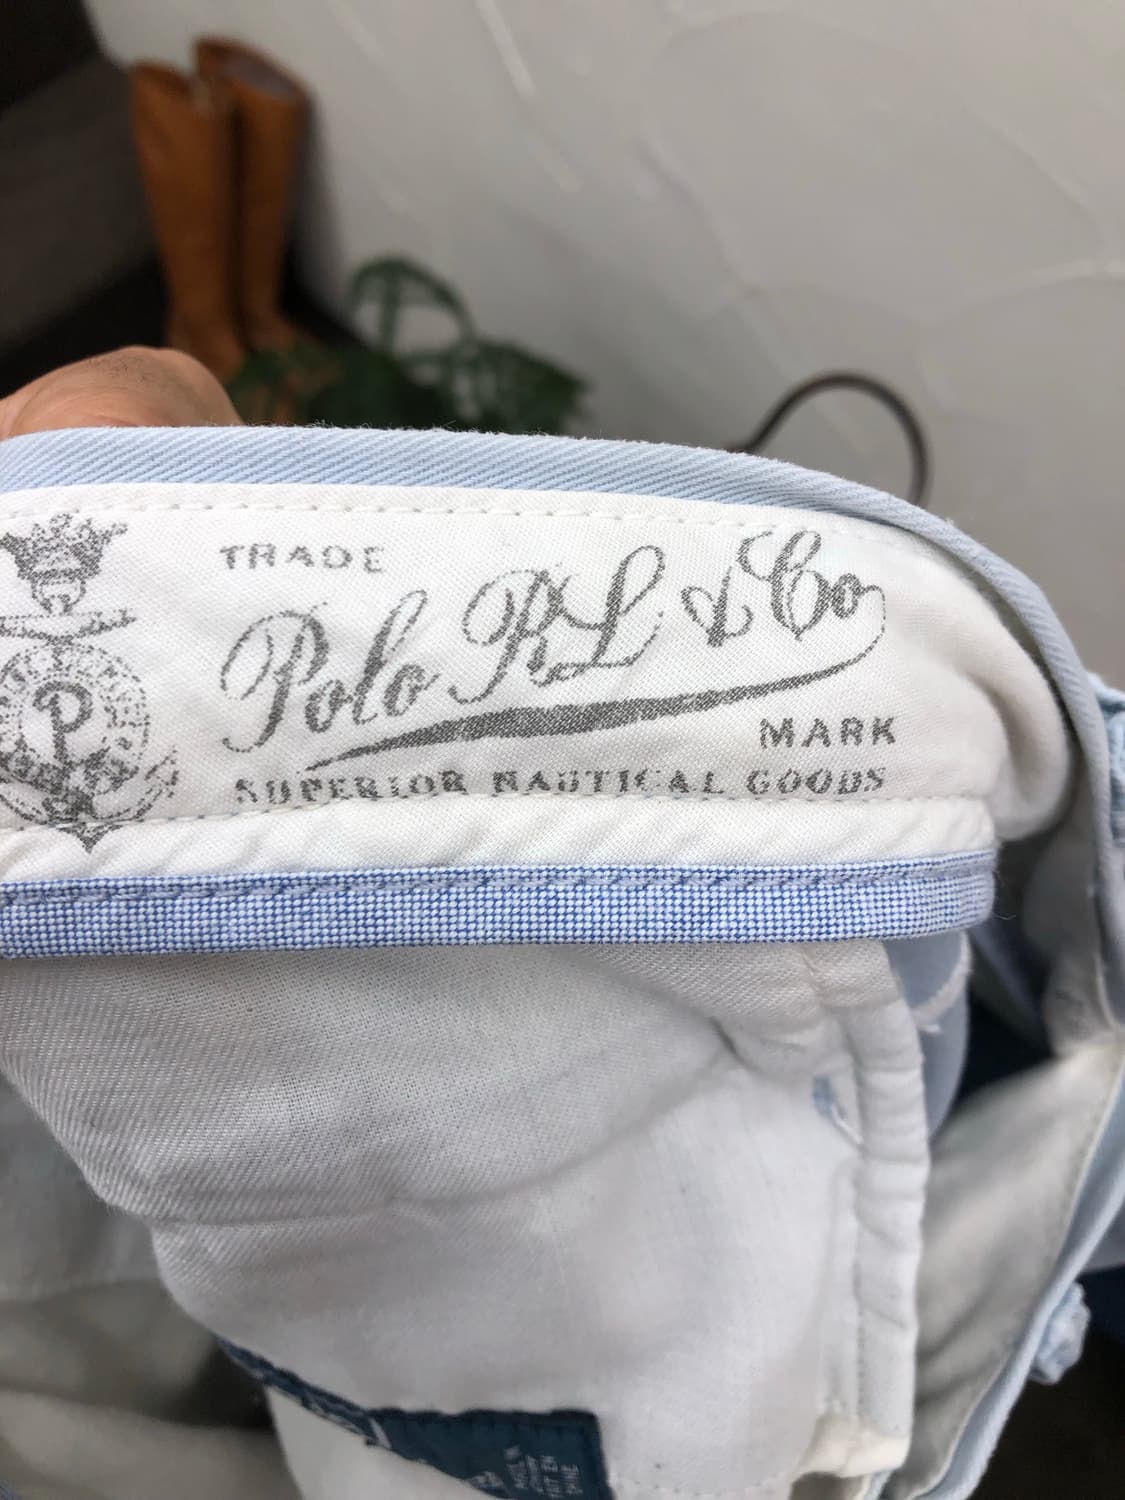 TRADE
Polo RL & Co
MARK
SUPERIOR NAUTICAL GOODS
P